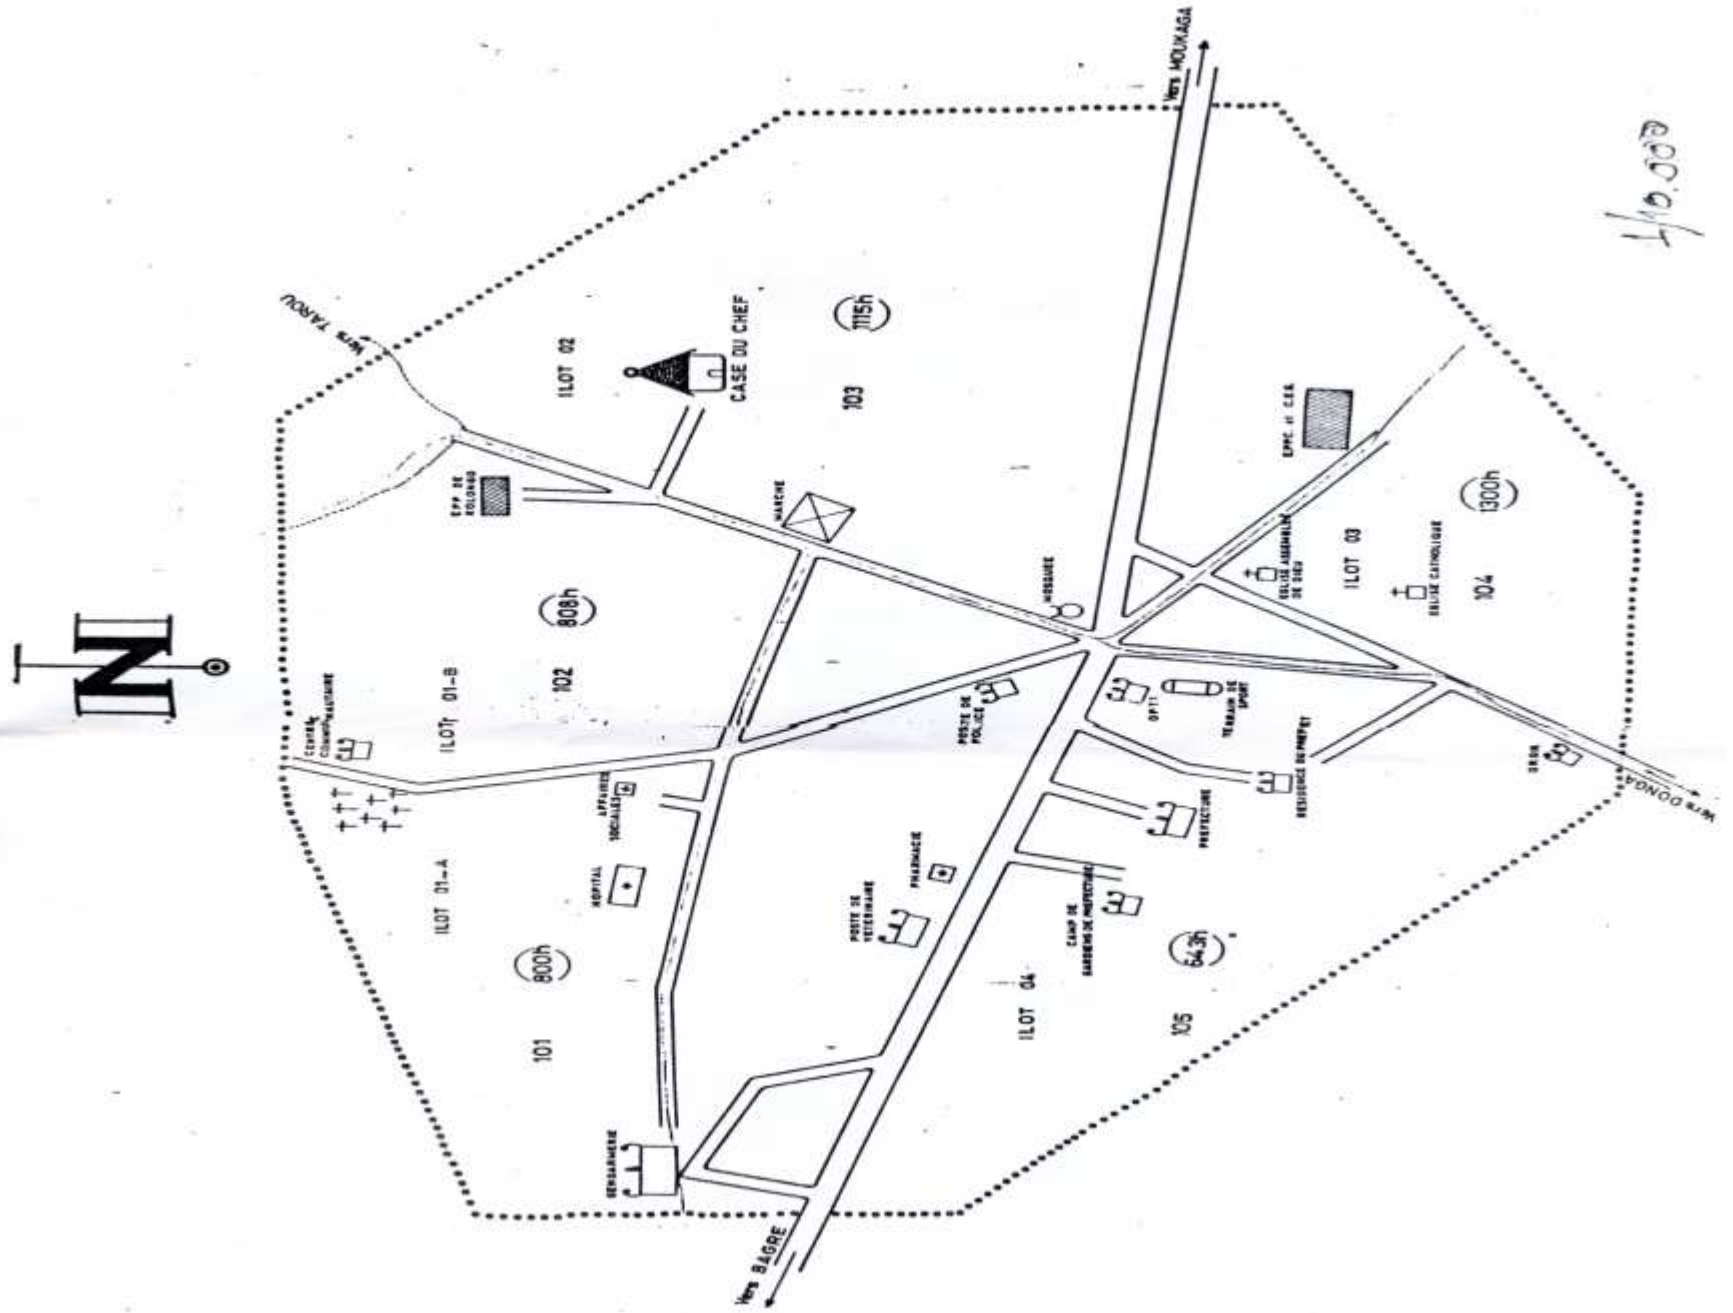 N
Vers MOUKAGA
1/10.000
Vers TAROU
ILOT 02
CASE DU CHEF
1115h
103
EPP DE
KOLONGO
MARCHE
EPPC et C.E.G
1300h
808h
ILOT 01-B
102
CENTRE
COMMUNAUTAIRE
MOSQUEE
EGLISE ASSEMBLEE
DE DIEU
ILOT 03
EGLISE CATHOLIQUE
104
POSTE DE
POLICE
OPTT
TERRAIN DE
SPORT
RESIDENCE DU PREFET
Vers DONGA
AFFAIRES
SOCIALES
HOPITAL
ILOT 01-A
800h
101
PHARMACIE
POSTE DE
VETERINAIRE
PREFECTURE
CAMP DE
GARDIENS DE PREFECTURE
643h
ILOT 04
105
GENDARMERIE
Vers BAGRE